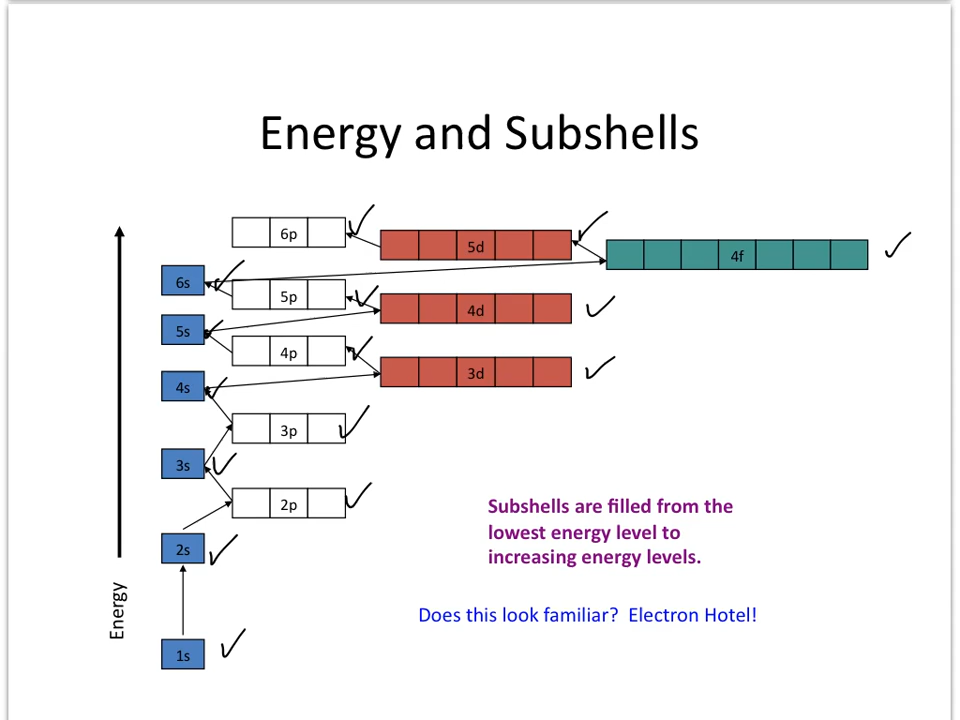 Energy and Subshells
6p
5d
4f
6s
5p
4d
5s
4p
3d
4s
3p
3s
2p
Subshells are filled from the
lowest energy level to
increasing energy levels.
2s
Energy
Does this look familiar? Electron Hotel!
1s